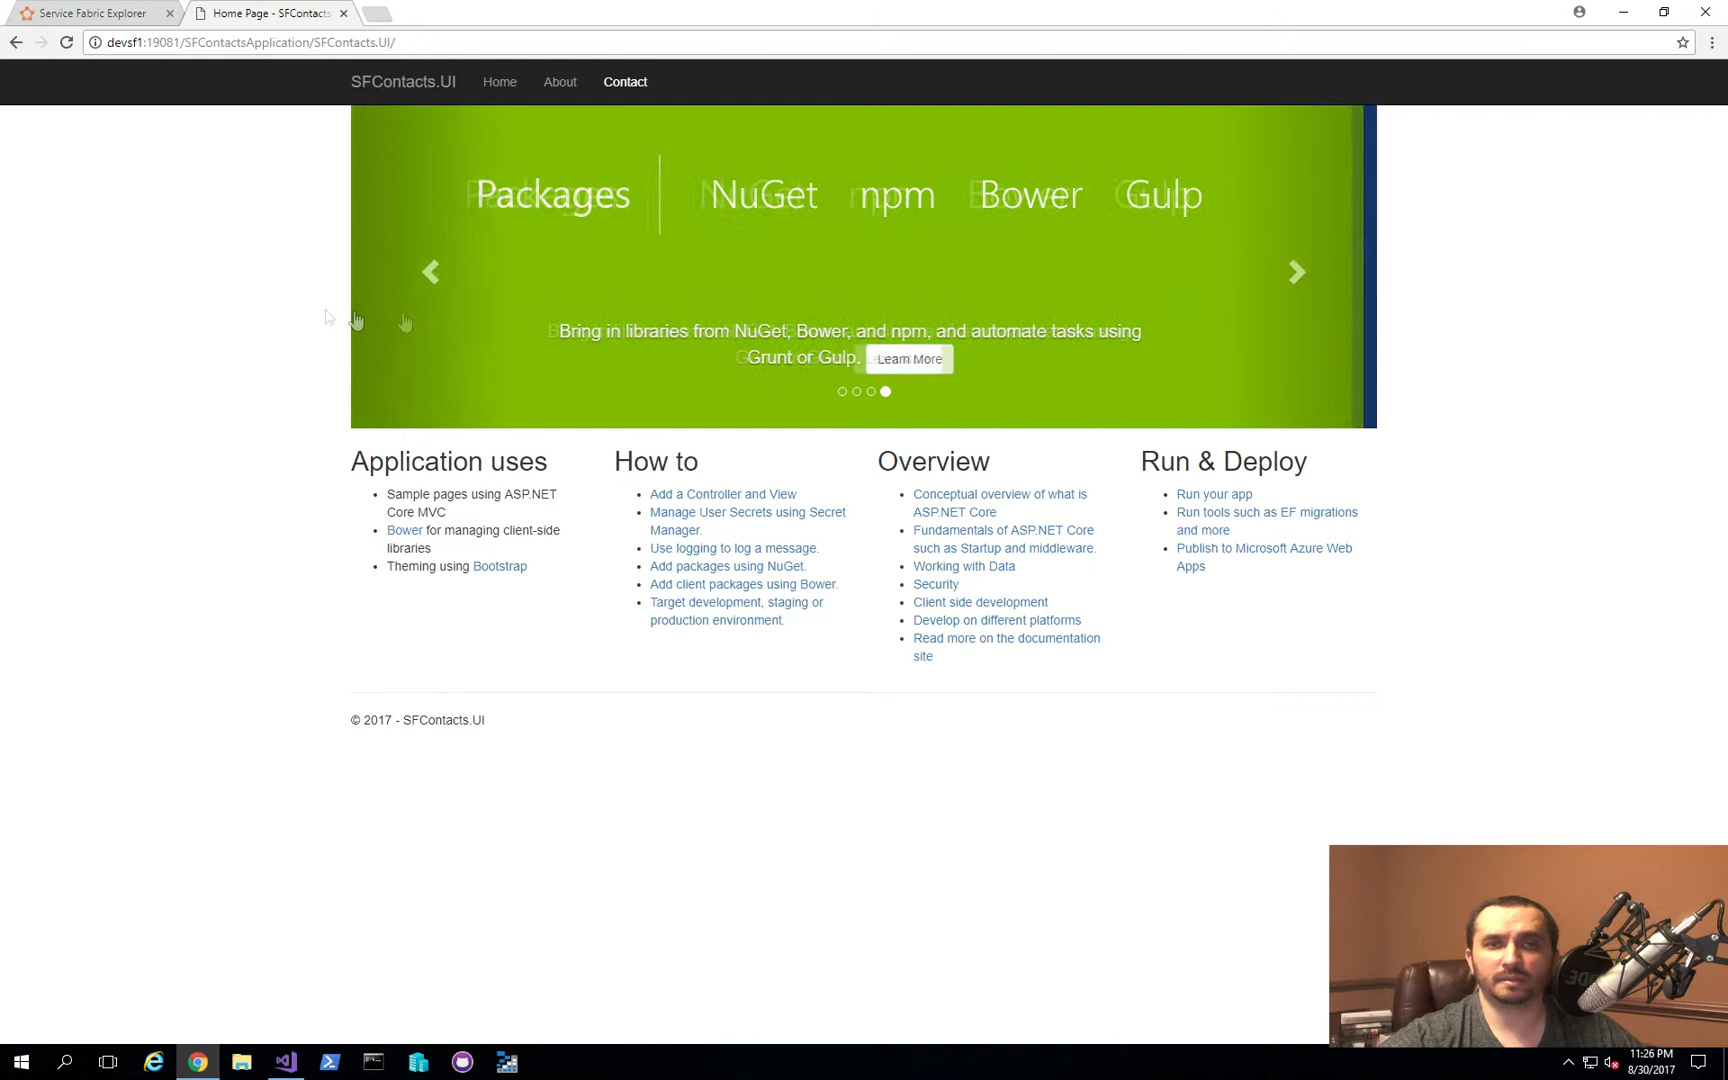 Service Fabric Explorer
Home Page - SFContacts
devsf1:19081/SFContactsApplication/SFContacts.UI/
SFContacts.UI Home About Contact
Packages NuGet npm Bower Gulp
Bring in libraries from NuGet, Bower, and npm, and automate tasks using
Grunt or Gulp. Learn More
Application uses
Sample pages using ASP.NET
Core MVC
Bower for managing client-side
libraries
Theming using Bootstrap
How to
Add a Controller and View
Manage User Secrets using Secret
Manager.
Use logging to log a message.
Add packages using NuGet.
Add client packages using Bower.
Target development, staging or
production environment.
Overview
Conceptual overview of what is
ASP.NET Core
Fundamentals of ASP.NET Core
such as Startup and middleware.
Working with Data
Security
Client side development
Develop on different platforms
Read more on the documentation
site
Run & Deploy
Run your app
Run tools such as EF migrations
and more
Publish to Microsoft Azure Web
Apps
© 2017 - SFContacts.UI
11:26 PM
8/30/2017